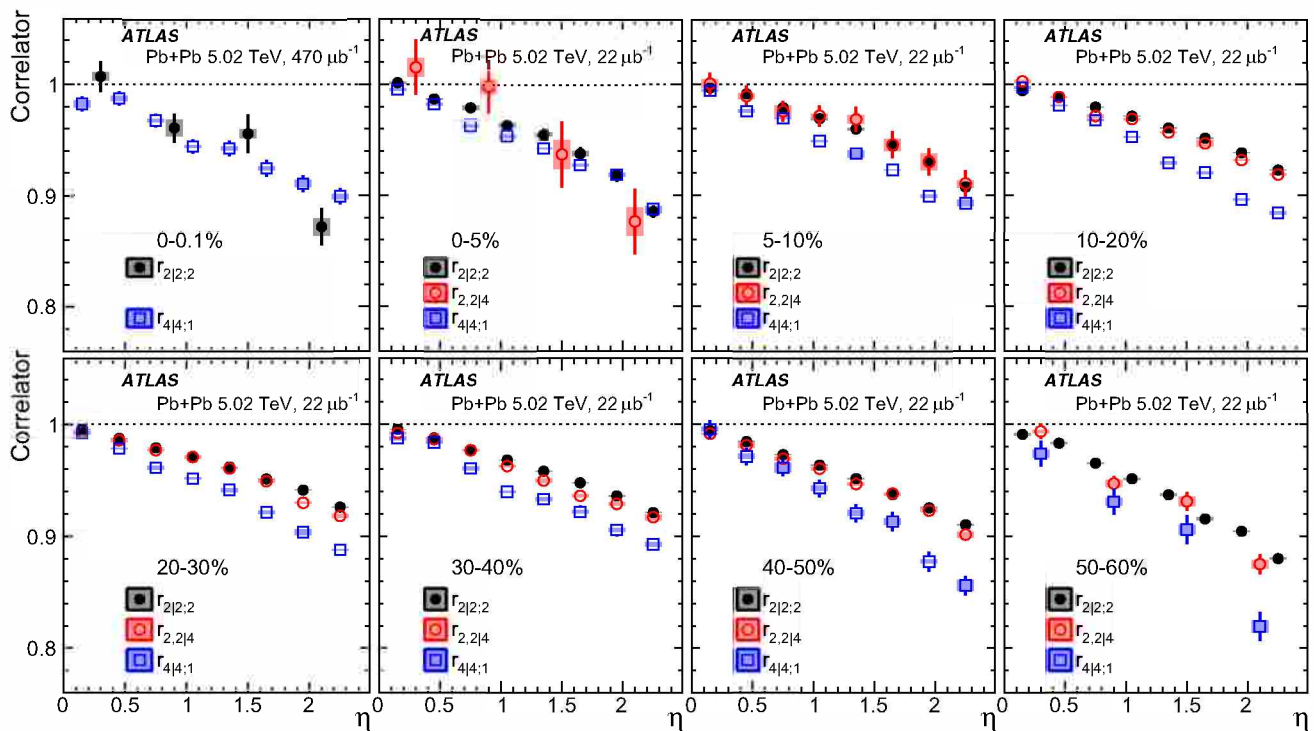 Correlator
1
0.9
0.8
ATLAS
Pb+Pb 5.02 TeV, 470 μb⁻¹
0-0.1%
r2|2;2
r4|4;1
ATLAS
Pb+Pb 5.02 TeV, 22 μb⁻¹
0-5%
r2|2;2
r2,2|4
r4|4;1
ATLAS
Pb+Pb 5.02 TeV, 22 μb⁻¹
5-10%
r2|2;2
r2,2|4
r4|4;1
ATLAS
Pb+Pb 5.02 TeV, 22 μb⁻¹
10-20%
r2|2;2
r2,2|4
r4|4;1
Correlator
1
0.9
0.8
ATLAS
Pb+Pb 5.02 TeV, 22 μb⁻¹
20-30%
r2|2;2
r2,2|4
r4|4;1
0 0.5 1 1.5 2 η
ATLAS
Pb+Pb 5.02 TeV, 22 μb⁻¹
30-40%
r2|2;2
r2,2|4
r4|4;1
0 0.5 1 1.5 2 η
ATLAS
Pb+Pb 5.02 TeV, 22 μb⁻¹
40-50%
r2|2;2
r2,2|4
r4|4;1
0 0.5 1 1.5 2 η
ATLAS
Pb+Pb 5.02 TeV, 22 μb⁻¹
50-60%
r2|2;2
r2,2|4
r4|4;1
0 0.5 1 1.5 2 η